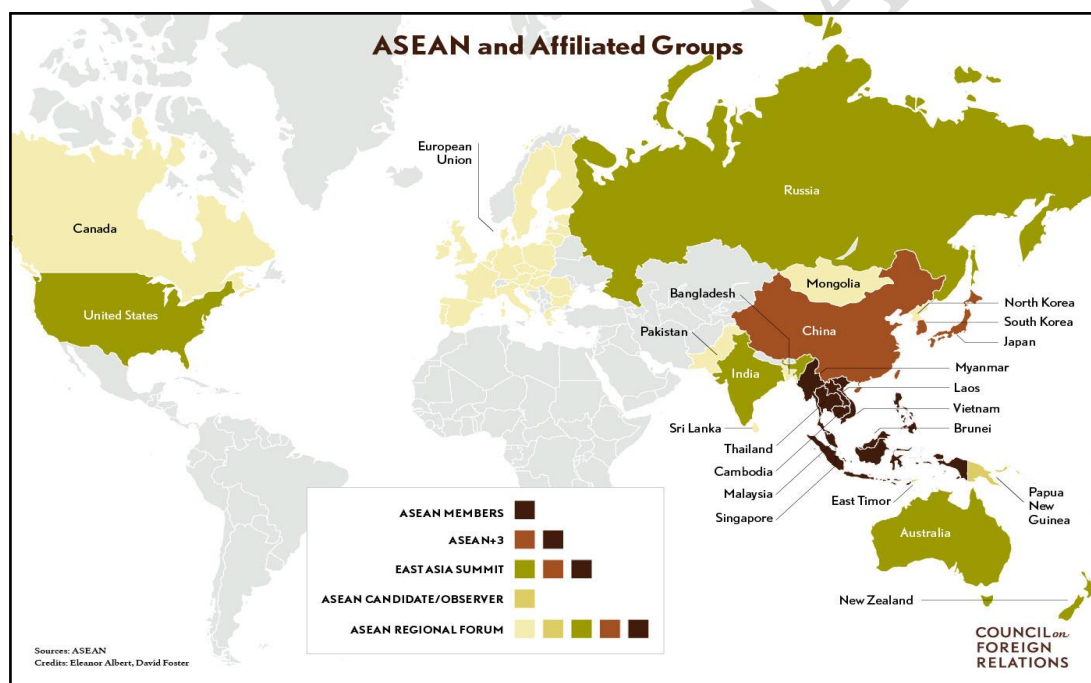 ASEAN and Affiliated Groups
European
Union
Canada
Russia
United States
Mongolia
Bangladesh
North Korea
South Korea
Japan
Pakistan
China
India
Myanmar
Laos
Vietnam
Brunei
Sri Lanka
Thailand
Cambodia
Malaysia
Singapore
East Timor
Papua
New
Guinea
Australia
New Zealand
ASEAN MEMBERS
ASEAN+3
EAST ASIA SUMMIT
ASEAN CANDIDATE/OBSERVER
ASEAN REGIONAL FORUM
Sources: ASEAN
Credits: Eleanor Albert, David Foster
COUNCIL on
FOREIGN
RELATIONS